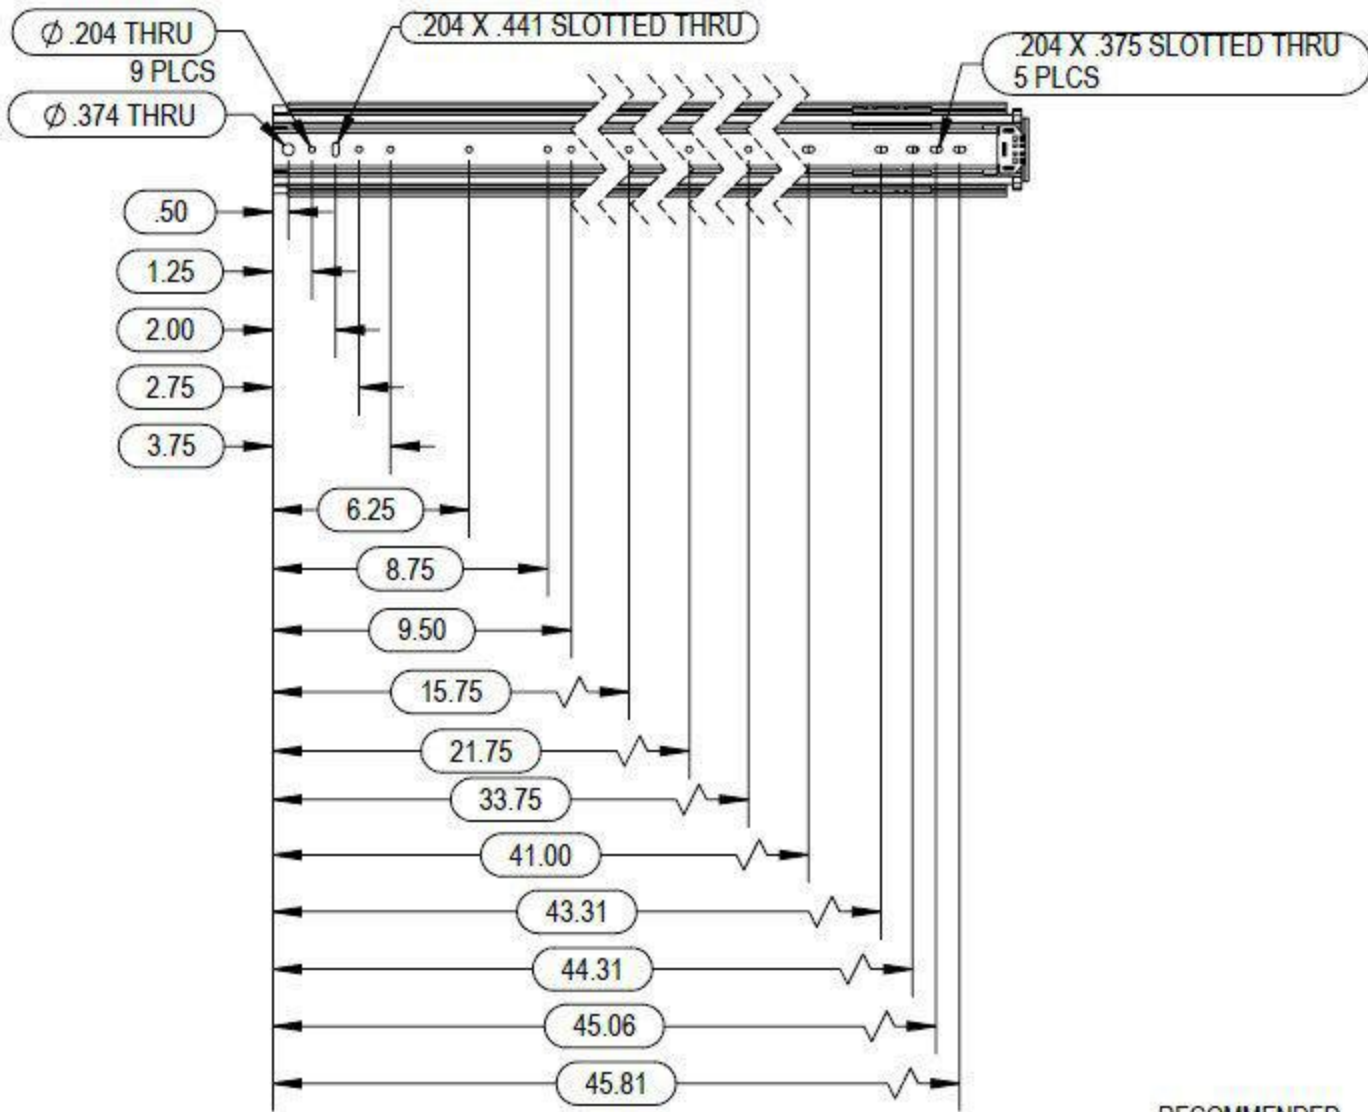 Ø .204 THRU
9 PLCS
.204 X .441 SLOTTED THRU
.204 X .375 SLOTTED THRU
5 PLCS
Ø .374 THRU
.50
1.25
2.00
2.75
3.75
6.25
8.75
9.50
15.75
21.75
33.75
41.00
43.31
44.31
45.06
45.81
RECOMMENDED